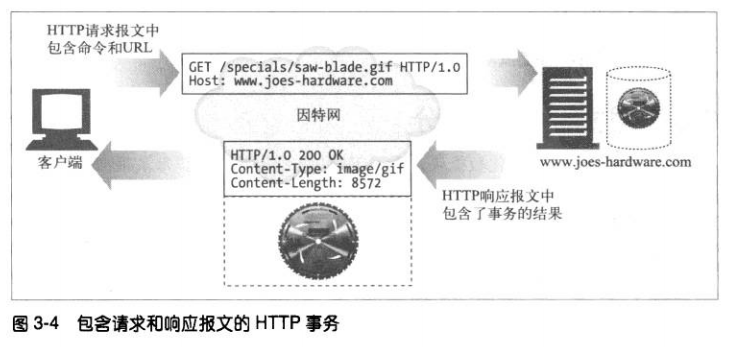 HTTP请求报文中
包含命令和URL
GET /specials/saw-blade.gif HTTP/1.0
Host: www.joes-hardware.com
因特网
客户端
HTTP/1.0 200 OK
Content-Type: image/gif
Content-Length: 8572
www.joes-hardware.com
HTTP响应报文中
包含了事务的结果
图 3-4 包含请求和响应报文的 HTTP 事务